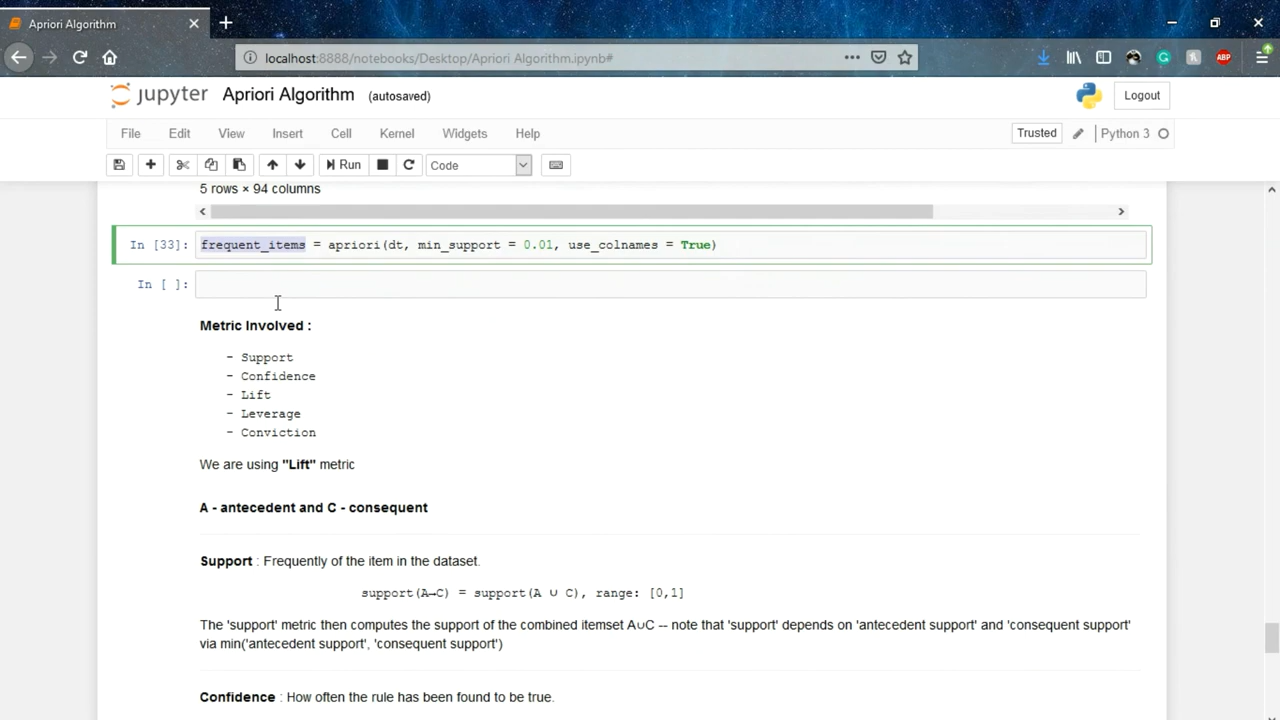 Apriori Algorithm
localhost:8888/notebooks/Desktop/Apriori Algorithm.ipynb#
ABP
jupyter Apriori Algorithm (autosaved)
Logout
File Edit View Insert Cell Kernel Widgets Help
Trusted
Python 3
Run
Code
5 rows × 94 columns
In [33]: frequent_items = apriori(dt, min_support = 0.01, use_colnames = True)
In [ ]:
Metric Involved :
- Support
- Confidence
- Lift
- Leverage
- Conviction
We are using "Lift" metric
A - antecedent and C - consequent
Support : Frequently of the item in the dataset.
support(A→C) = support(A ∪ C), range: [0,1]
The 'support' metric then computes the support of the combined itemset A∪C -- note that 'support' depends on 'antecedent support' and 'consequent support'
via min('antecedent support', 'consequent support')
Confidence : How often the rule has been found to be true.